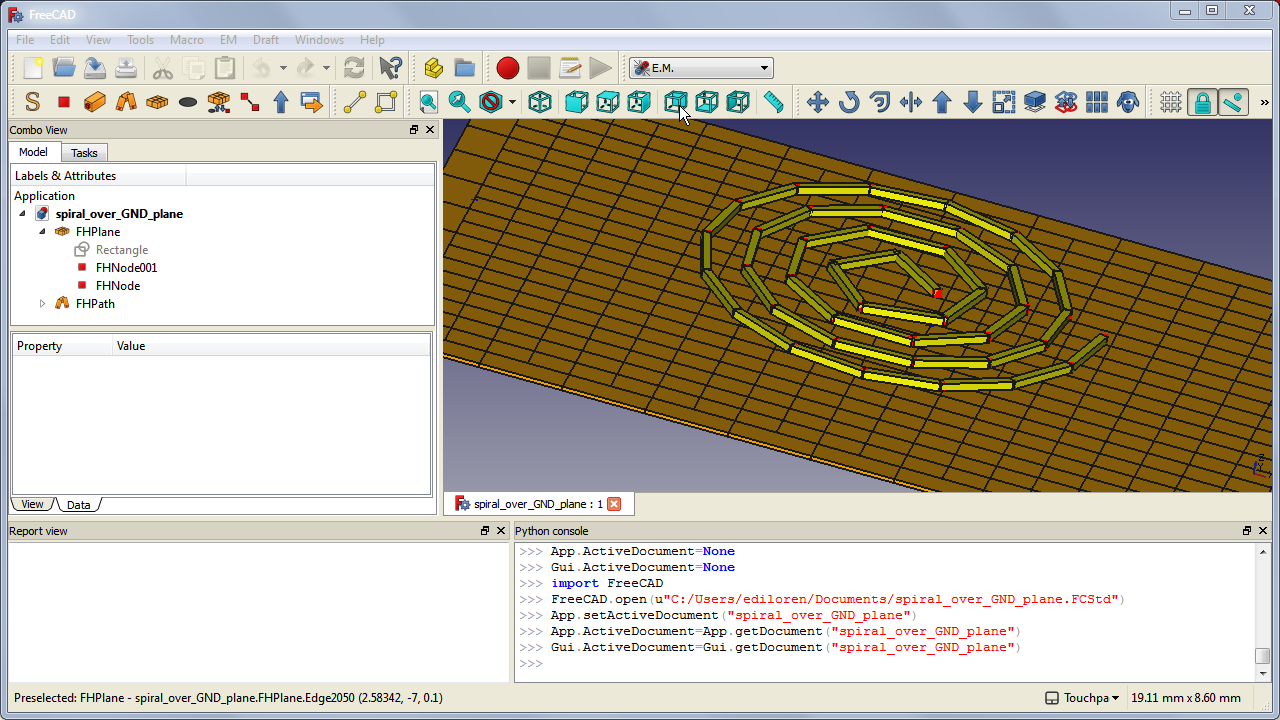 FreeCAD
File Edit View Tools Macro EM Draft Windows Help
E.M.
S
»
Combo View
Model Tasks
Labels & Attributes
Application
spiral_over_GND_plane
FHPlane
Rectangle
FHNode001
FHNode
FHPath
Property Value
View Data
spiral_over_GND_plane : 1
Report view
Python console
>>> App.ActiveDocument=None
>>> Gui.ActiveDocument=None
>>> import FreeCAD
>>> FreeCAD.open(u"C:/Users/ediloren/Documents/spiral_over_GND_plane.FCStd")
>>> App.setActiveDocument("spiral_over_GND_plane")
>>> App.ActiveDocument=App.getDocument("spiral_over_GND_plane")
>>> Gui.ActiveDocument=Gui.getDocument("spiral_over_GND_plane")
>>>
Preselected: FHPlane - spiral_over_GND_plane.FHPlane.Edge2050 (2.58342, -7, 0.1)
Touchpa
19.11 mm x 8.60 mm